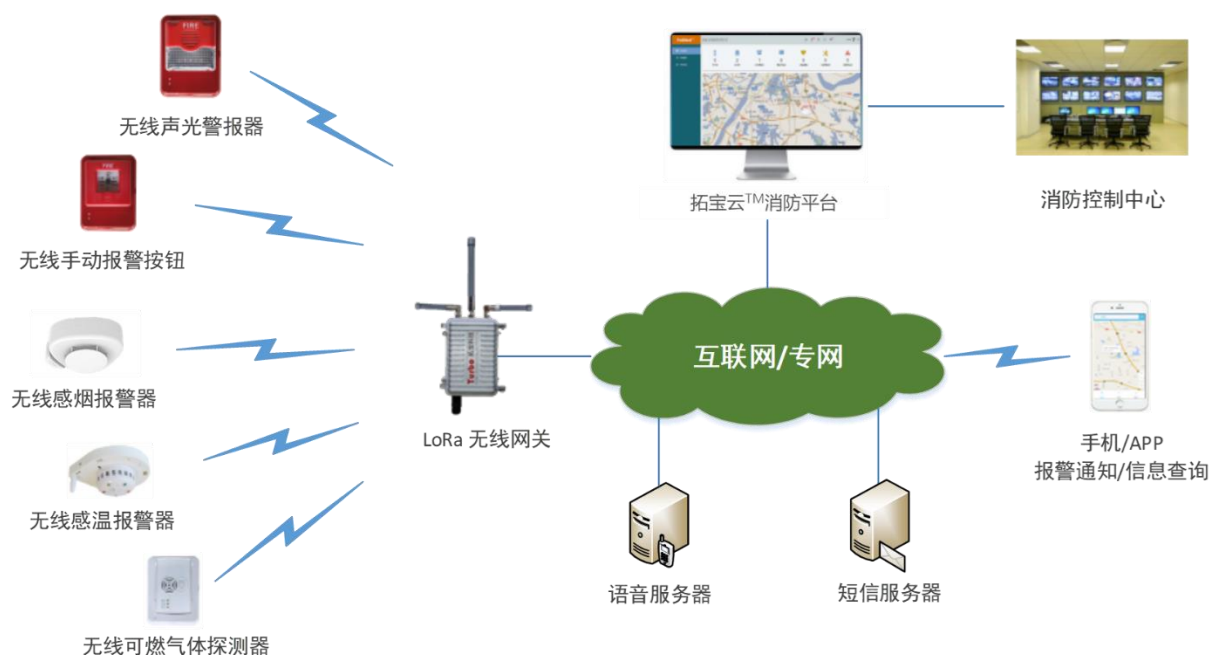 FIRE
无线声光警报器
FIRE
无线手动报警按钮
无线感烟报警器
无线感温报警器
无线可燃气体探测器
Turbo
LoRa 无线网关
拓宝云™消防平台
消防控制中心
互联网/专网
手机/APP
报警通知/信息查询
语音服务器
短信服务器